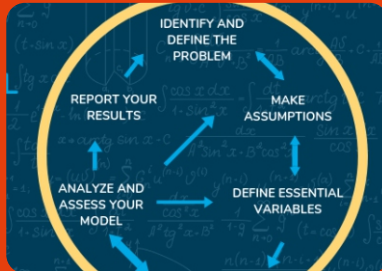 IDENTIFY AND
DEFINE THE
PROBLEM
REPORT YOUR
RESULTS
MAKE
ASSUMPTIONS
ANALYZE AND
ASSESS YOUR
MODEL
DEFINE ESSENTIAL
VARIABLES